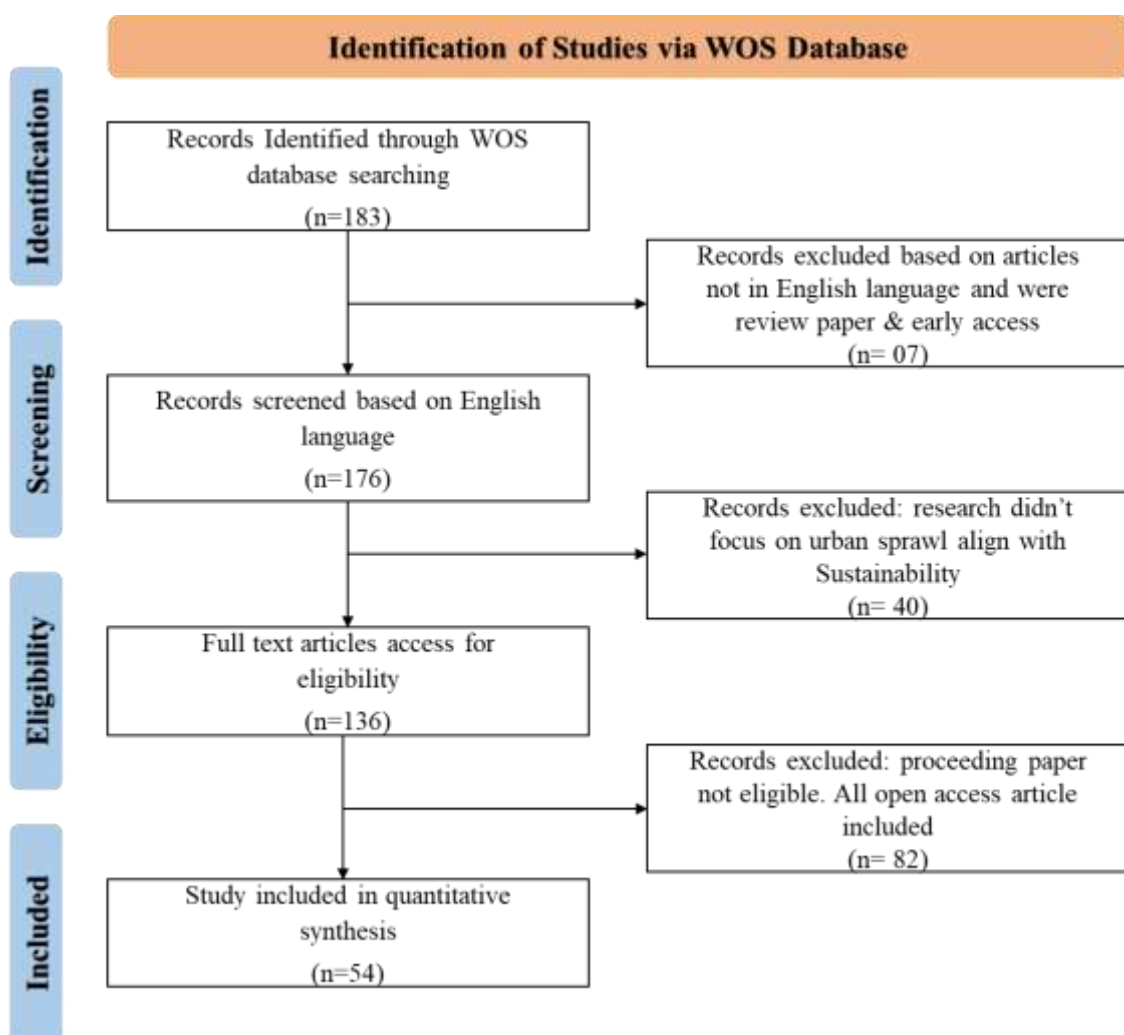 Identification of Studies via WOS Database
Identification
Records Identified through WOS
database searching
(n=183)
Records excluded based on articles
not in English language and were
review paper & early access
(n= 07)
Screening
Records screened based on English
language
(n=176)
Records excluded: research didn’t
focus on urban sprawl align with
Sustainability
(n= 40)
Eligibility
Full text articles access for
eligibility
(n=136)
Records excluded: proceeding paper
not eligible. All open access article
included
(n= 82)
Included
Study included in quantitative
synthesis
(n=54)